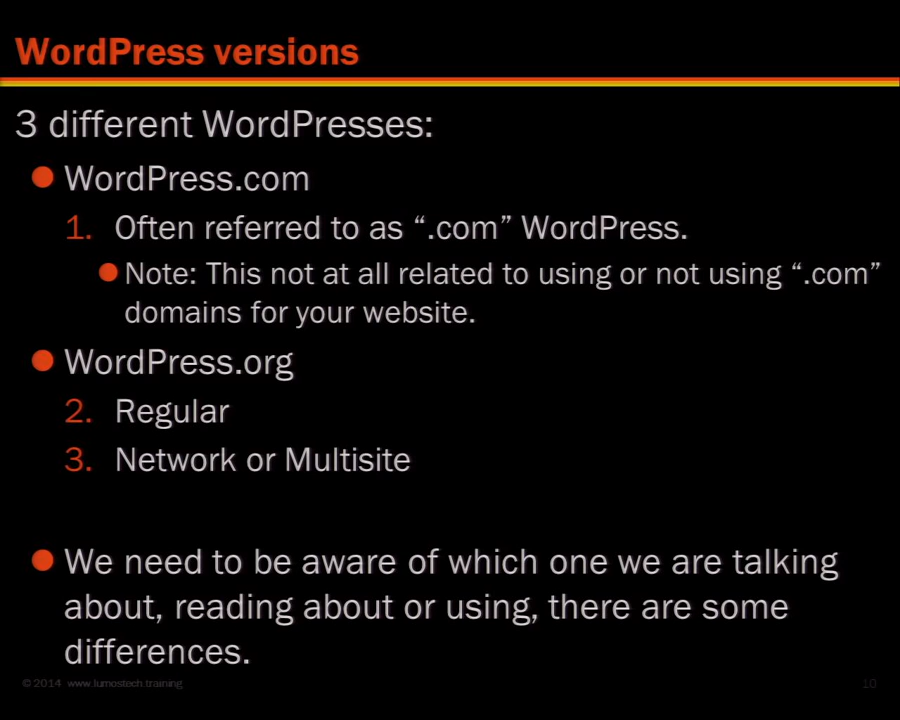 WordPress versions
3 different WordPresses:
WordPress.com
1. Often referred to as “.com” WordPress.
Note: This not at all related to using or not using “.com”
domains for your website.
WordPress.org
2. Regular
3. Network or Multisite
We need to be aware of which one we are talking
about, reading about or using, there are some
differences.
© 2014 www.lumostech.training
10